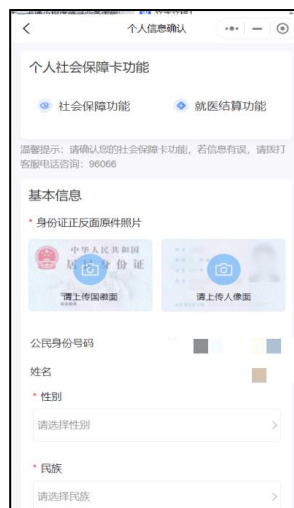 个人信息确认
个人社会保障卡功能
社会保障功能 就医结算功能
温馨提示：请确认您的社会保障卡功能，若信息有误，请拨打
客服电话咨询：96066
基本信息
* 身份证正反面原件照片
中华人民共和国
居民身份证
请上传国徽面 请上传人像面
公民身份号码
姓名
* 性别
请选择性别
* 民族
请选择民族